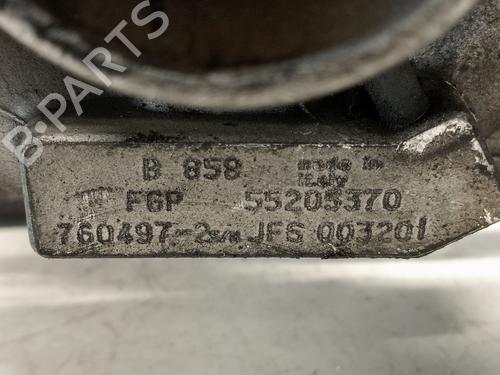 B-PARTS
B 858 made in Italy
FGP 55205370
760497-2 S/N JFS 003201